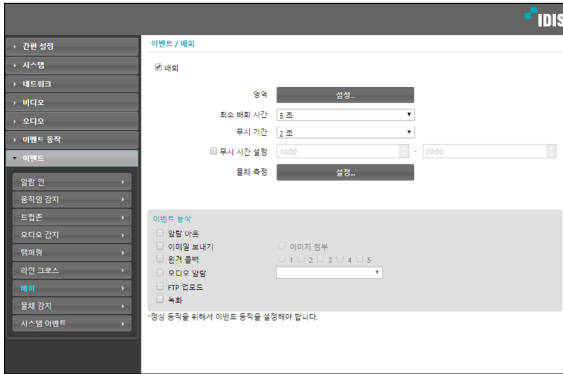 IDIS
간편 설정
시스템
네트워크
비디오
오디오
이벤트 동작
이벤트
알람 인
움직임 감지
트립존
오디오 감지
탬퍼링
라인 크로스
배회
물체 감지
시스템 이벤트
이벤트 / 배회
배회
영역 설정...
최소 배회 시간 5 초
무시 기간 2 초
무시 시간 설정 18:00 ~ 09:00
물체 측정 설정...
이벤트 동작
알람 아웃
이메일 보내기 이미지 첨부
원격 콜백 1 2 3 4 5
오디오 알람
FTP 업로드
녹화
*정상 동작을 위해서 이벤트 동작을 설정해야 합니다.